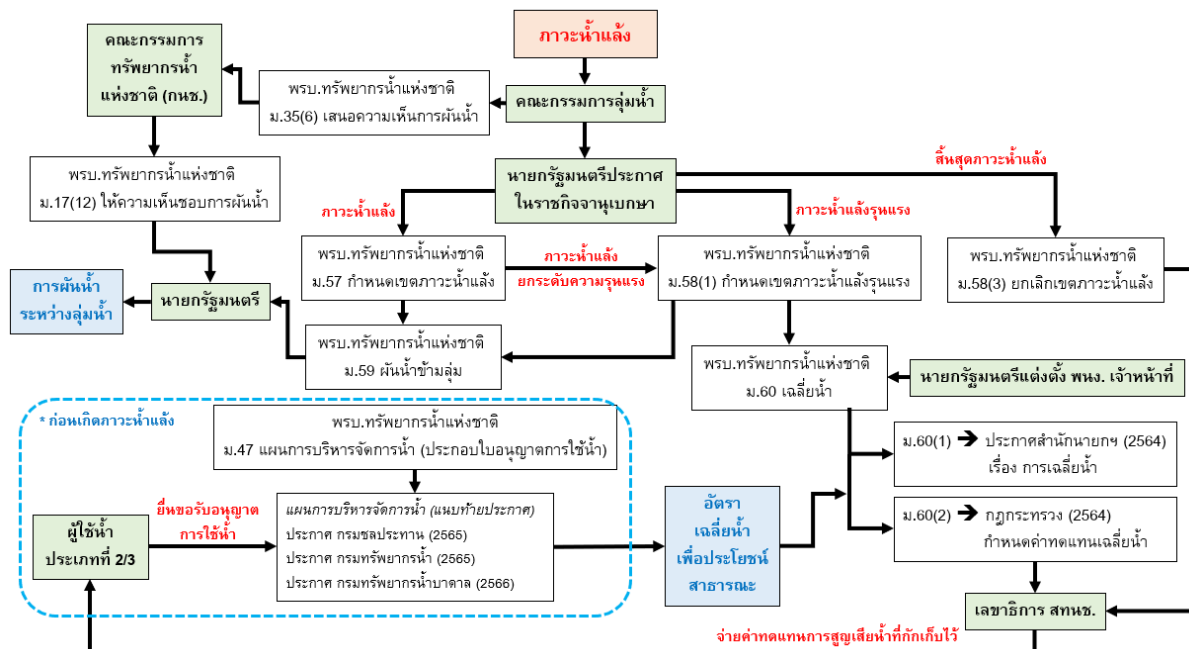 ภาวะน้ำแล้ง
คณะกรรมการ
ทรัพยากรน้ำ
แห่งชาติ (กนช.)
พรบ.ทรัพยากรน้ำแห่งชาติ
ม.35(6) เสนอความเห็นการผันน้ำ
คณะกรรมการลุ่มน้ำ
พรบ.ทรัพยากรน้ำแห่งชาติ
ม.17(12) ให้ความเห็นชอบการผันน้ำ
นายกรัฐมนตรีประกาศ
ในราชกิจจานุเบกษา
สิ้นสุดภาวะน้ำแล้ง
ภาวะน้ำแล้ง
ภาวะน้ำแล้งรุนแรง
การผันน้ำ
ระหว่างลุ่มน้ำ
นายกรัฐมนตรี
พรบ.ทรัพยากรน้ำแห่งชาติ
ม.57 กำหนดเขตภาวะน้ำแล้ง
ภาวะน้ำแล้ง
ยกระดับความรุนแรง
พรบ.ทรัพยากรน้ำแห่งชาติ
ม.58(1) กำหนดเขตภาวะน้ำแล้งรุนแรง
พรบ.ทรัพยากรน้ำแห่งชาติ
ม.58(3) ยกเลิกเขตภาวะน้ำแล้ง
พรบ.ทรัพยากรน้ำแห่งชาติ
ม.59 ผันน้ำข้ามลุ่ม
พรบ.ทรัพยากรน้ำแห่งชาติ
ม.60 เฉลี่ยน้ำ
นายกรัฐมนตรีแต่งตั้ง พนง. เจ้าหน้าที่
* ก่อนเกิดภาวะน้ำแล้ง
พรบ.ทรัพยากรน้ำแห่งชาติ
ม.47 แผนการบริหารจัดการน้ำ (ประกอบใบอนุญาตการใช้น้ำ)
ม.60(1) ➔ ประกาศสำนักนายกฯ (2564)
เรื่อง การเฉลี่ยน้ำ
ผู้ใช้น้ำ
ประเภทที่ 2/3
ยื่นขอรับอนุญาต
การใช้น้ำ
แผนการบริหารจัดการน้ำ (แนบท้ายประกาศ)
ประกาศ กรมชลประทาน (2565)
ประกาศ กรมทรัพยากรน้ำ (2565)
ประกาศ กรมทรัพยากรน้ำบาดาล (2566)
อัตรา
เฉลี่ยน้ำ
เพื่อประโยชน์
สาธารณะ
ม.60(2) ➔ กฎกระทรวง (2564)
กำหนดค่าทดแทนเฉลี่ยน้ำ
เลขาธิการ สทนช.
จ่ายค่าทดแทนการสูญเสียน้ำที่กักเก็บไว้